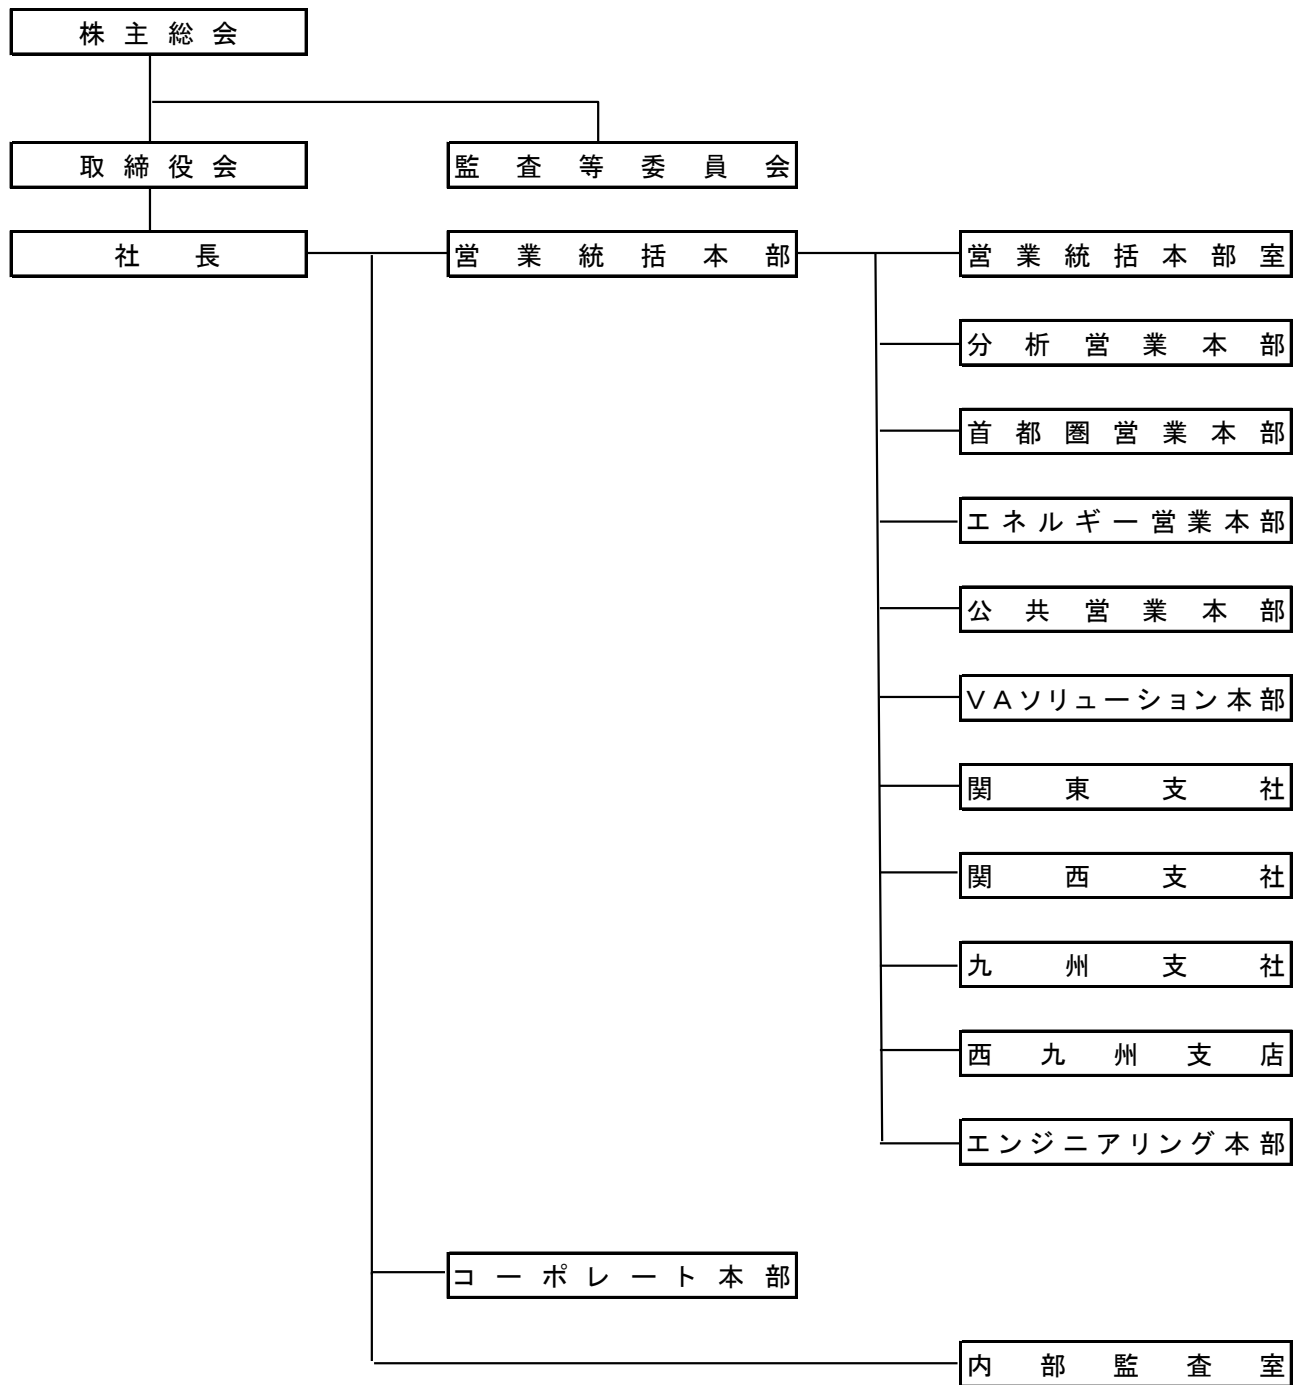 株主総会
取締役会
監査等委員会
社長
営業統括本部
営業統括本部室
分析営業本部
首都圏営業本部
エネルギー営業本部
公共営業本部
VAソリューション本部
関東支社
関西支社
九州支社
西九州支店
エンジニアリング本部
コーポレート本部
内部監査室